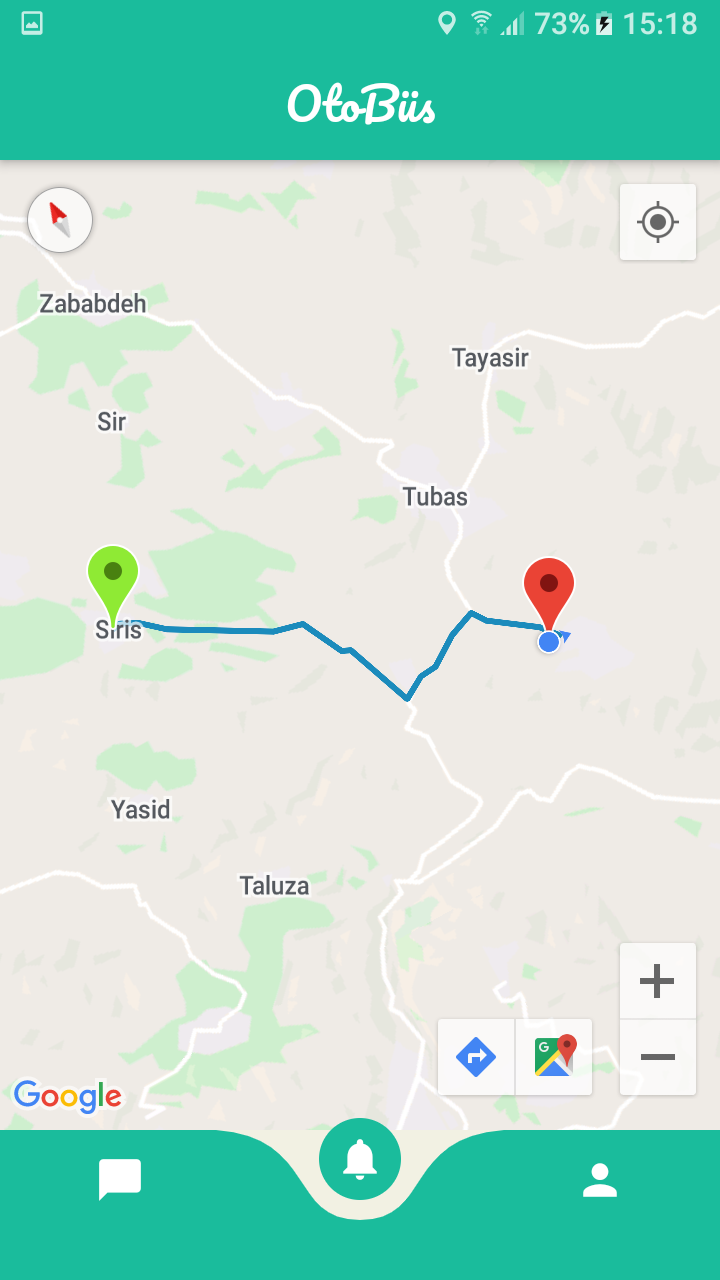 73% 15:18
OtoBüs
Zababdeh
Tayasir
Sir
Tubas
Siris
Yasid
Taluza
G
Google